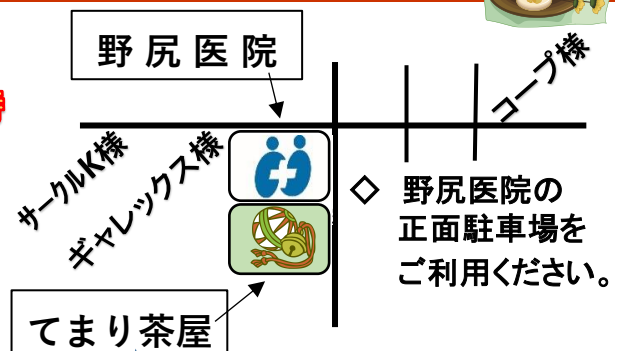 野尻医院
コープ様
サークルK様
ギャレックス様
◇ 野尻医院の
正面駐車場を
ご利用ください。
てまり茶屋